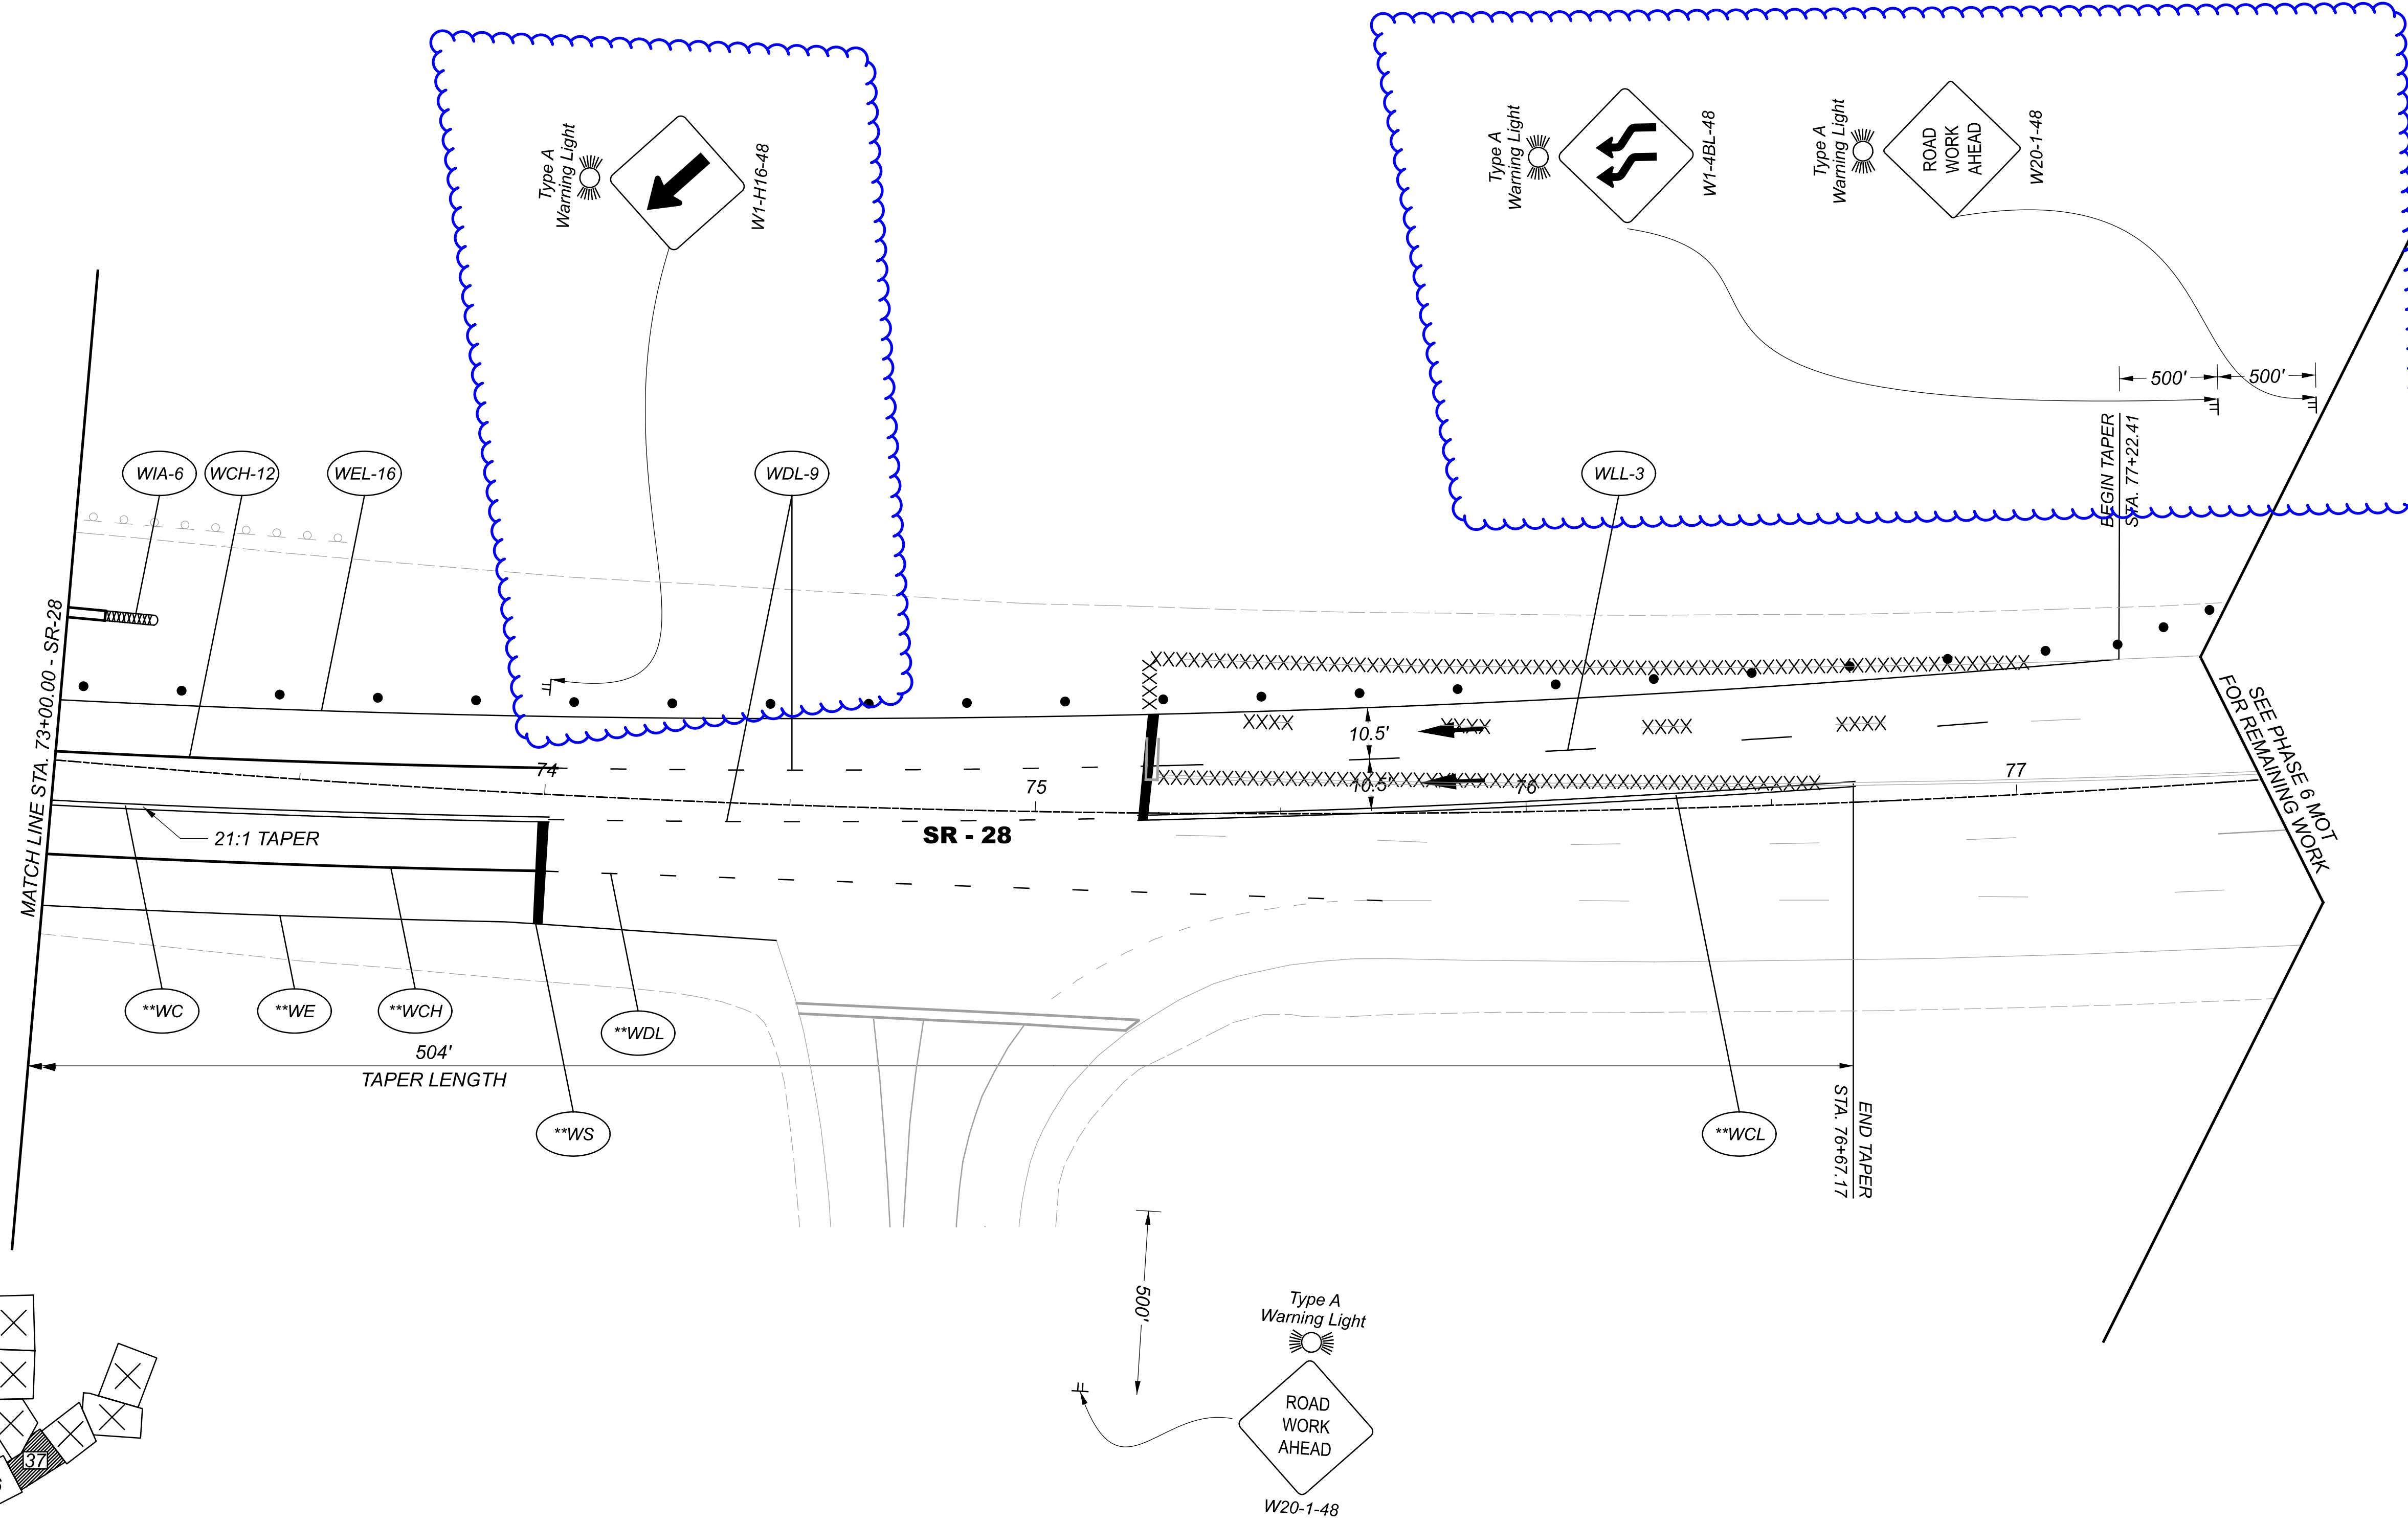 Type A
Warning Light
W1-H16-48
Type A
Warning Light
W1-4BL-48
Type A
Warning Light
ROAD
WORK
AHEAD
W20-1-48
500'
500'
BEGIN TAPER
STA. 77+22.41
WIA-6
WCH-12
WEL-16
WDL-9
WLL-3
MATCH LINE STA. 73+00.00 - SR-28
10.5'
10.5'
74
75
76
77
21:1 TAPER
SR - 28
SEE PHASE 6 MOT
FOR REMAINING WORK
**WC
**WE
**WCH
**WDL
504'
TAPER LENGTH
**WS
**WCL
END TAPER
STA. 76+67.17
500'
Type A
Warning Light
ROAD
WORK
AHEAD
W20-1-48
37